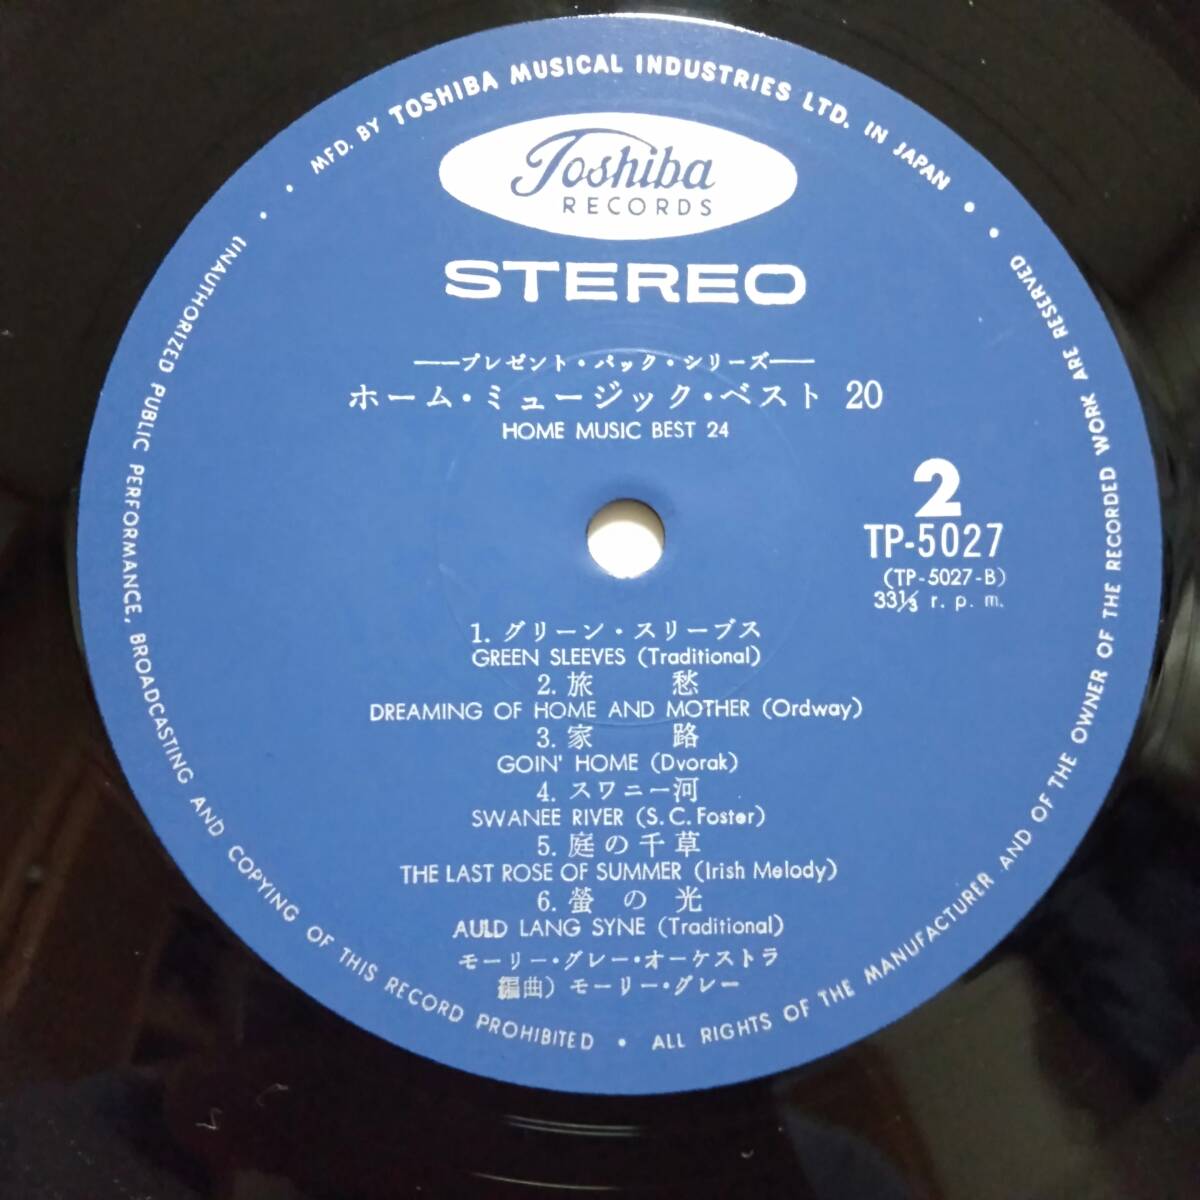 MFD. BY TOSHIBA MUSICAL INDUSTRIES LTD. IN JAPAN
Toshiba
RECORDS
STEREO
——プレゼント・パック・シリーズ——
ホーム・ミュージック・ベスト 20
HOME MUSIC BEST 24
2
TP-5027
(TP-5027-B)
33⅓ r. p. m.
1. グリーン・スリーブス
GREEN SLEEVES (Traditional)
2. 旅 愁
DREAMING OF HOME AND MOTHER (Ordway)
3. 家 路
GOIN' HOME (Dvorak)
4. スワニー河
SWANEE RIVER (S. C. Foster)
5. 庭の千草
THE LAST ROSE OF SUMMER (Irish Melody)
6. 螢の光
AULD LANG SYNE (Traditional)
モーリー・グレー・オーケストラ
編曲) モーリー・グレー
UNAUTHORIZED PUBLIC PERFORMANCE, BROADCASTING AND COPYING OF THIS RECORD PROHIBITED • ALL RIGHTS OF THE MANUFACTURER AND OF THE OWNER OF THE RECORDED WORK ARE RESERVED